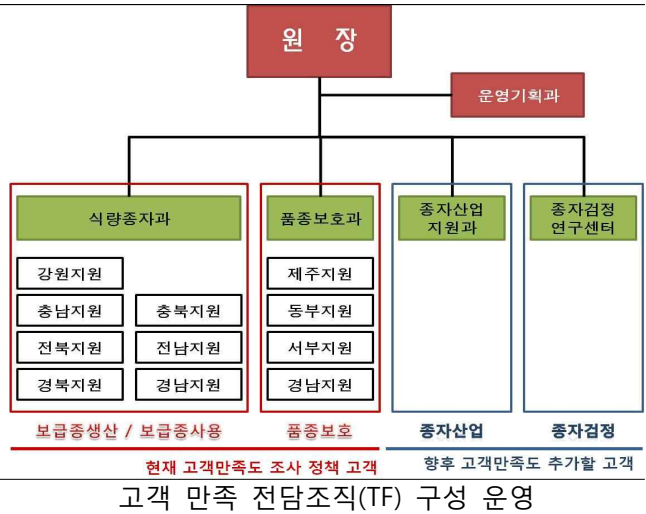 원 장
운영기획과
식량종자과
품종보호과
종자산업
지원과
종자검정
연구센터
강원지원
충남지원
충북지원
전북지원
전남지원
경북지원
경남지원
제주지원
동부지원
서부지원
경남지원
보급종생산 / 보급종사용
품종보호
종자산업
종자검정
현재 고객만족도 조사 정책 고객
향후 고객만족도 추가할 고객
고객 만족 전담조직(TF) 구성 운영